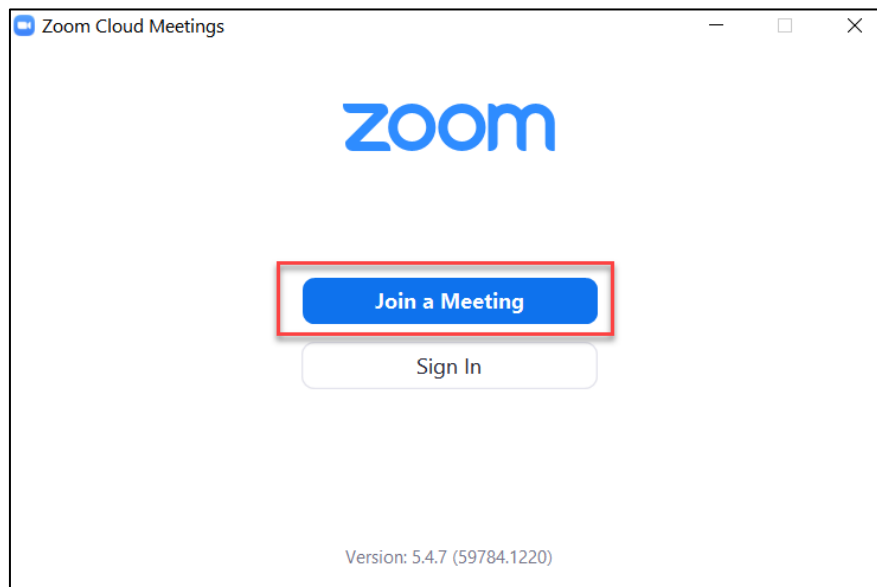 Zoom Cloud Meetings
zoom
Join a Meeting
Sign In
Version: 5.4.7 (59784.1220)